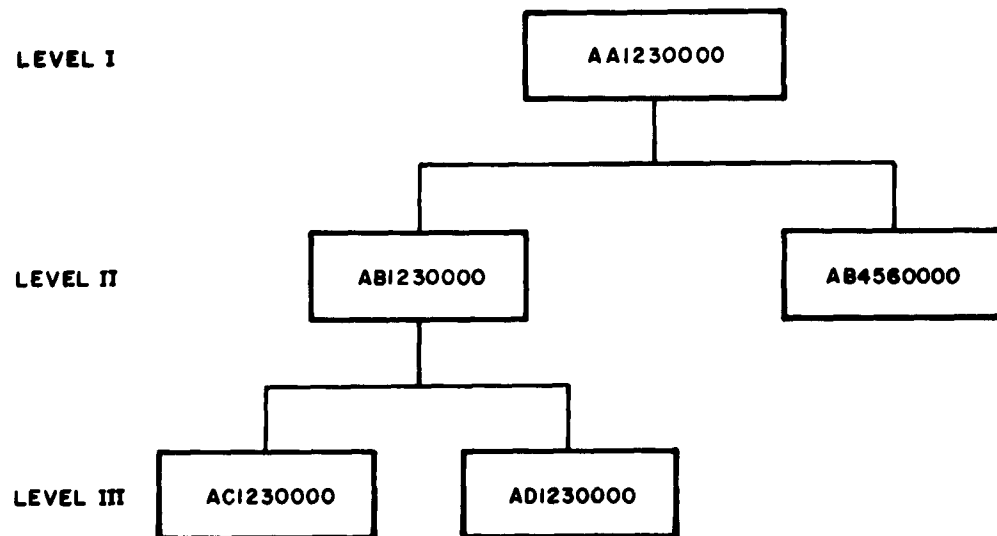 LEVEL I
AA1230000
LEVEL II
AB1230000
AB4560000
LEVEL III
AC1230000
AD1230000